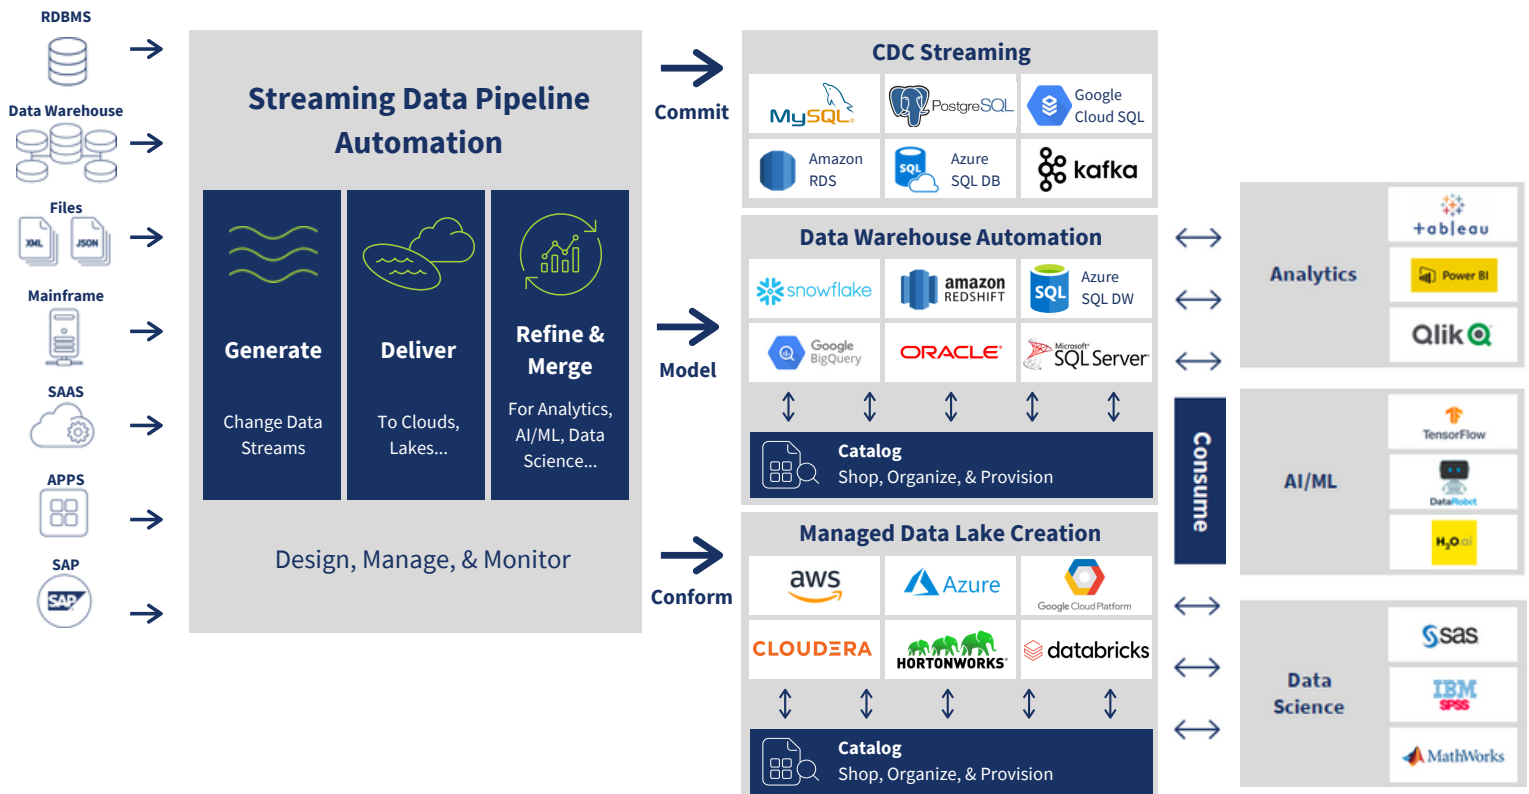 RDBMS
Data Warehouse
Files
XML
JSON
Mainframe
SAAS
APPS
SAP
SAP
Streaming Data Pipeline
Automation
Generate
Change Data
Streams
Deliver
To Clouds,
Lakes...
Refine &
Merge
For Analytics,
AI/ML, Data
Science...
Design, Manage, & Monitor
Commit
Model
Conform
CDC Streaming
MySQL®
PostgreSQL
Google
Cloud SQL
Amazon
RDS
SQL
Azure
SQL DB
kafka
Data Warehouse Automation
snowflake
amazon
REDSHIFT
SQL
Azure
SQL DW
Google
BigQuery
ORACLE®
Microsoft®
SQL Server®
Catalog
Shop, Organize, & Provision
Managed Data Lake Creation
aws
Azure
Google Cloud Platform
CLOUDERA
HORTONWORKS®
databricks
Catalog
Shop, Organize, & Provision
Consume
Analytics
+ableau
Power BI
Qlik
AI/ML
TensorFlow
DataRobot
H2O.ai
Data
Science
sas
IBM
SPSS
MathWorks